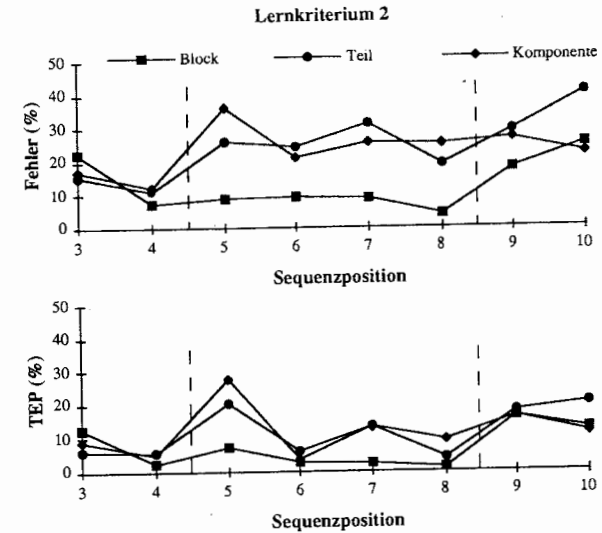 Lernkriterium 2
Block Teil Komponente
50
40
30
20
10
0
Fehler (%)
3 4 5 6 7 8 9 10
Sequenzposition
50
40
30
20
10
0
TEP (%)
3 4 5 6 7 8 9 10
Sequenzposition